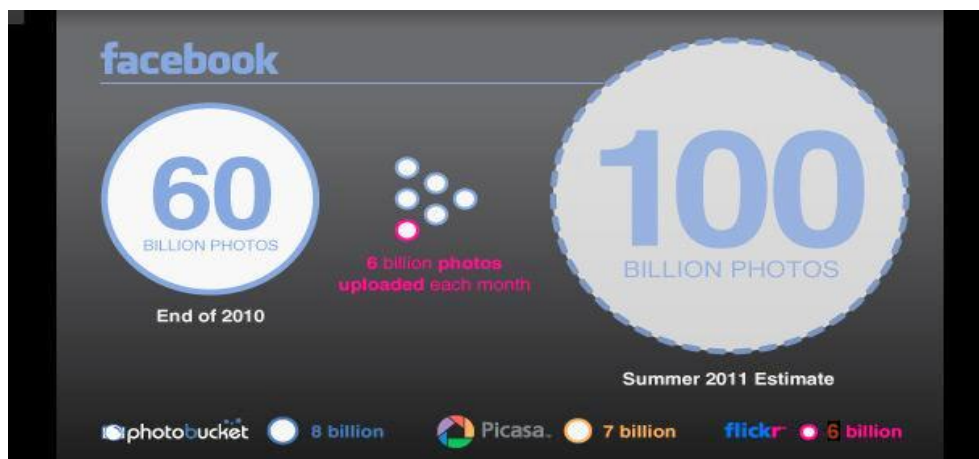 facebook
60
BILLION PHOTOS
End of 2010
6 billion photos
uploaded each month
100
BILLION PHOTOS
Summer 2011 Estimate
photobucket 8 billion
Picasa 7 billion
flickr 6 billion